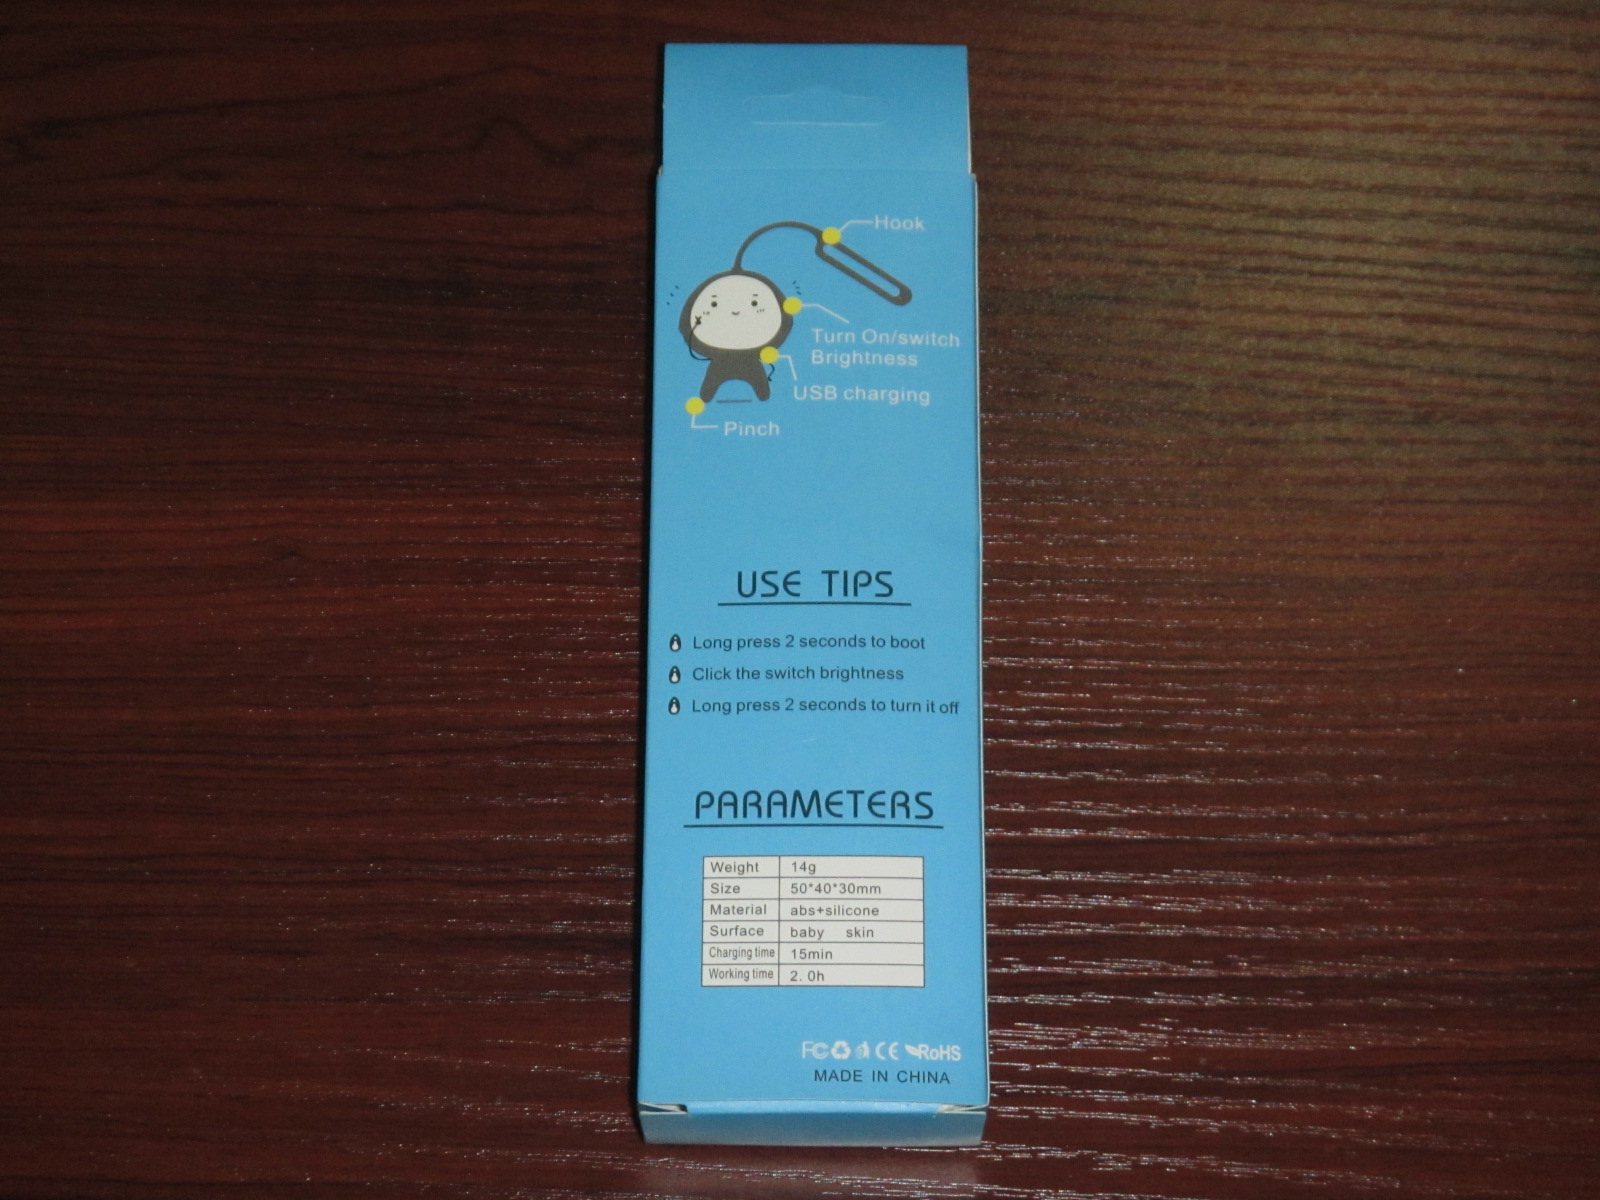 Hook
Turn On/switch
Brightness
USB charging
Pinch
USE TIPS
Long press 2 seconds to boot
Click the switch brightness
Long press 2 seconds to turn it off
PARAMETERS
Weight 14g
Size 50*40*30mm
Material abs+silicone
Surface baby skin
Charging time 15min
Working time 2. 0h
FC CE RoHS
MADE IN CHINA